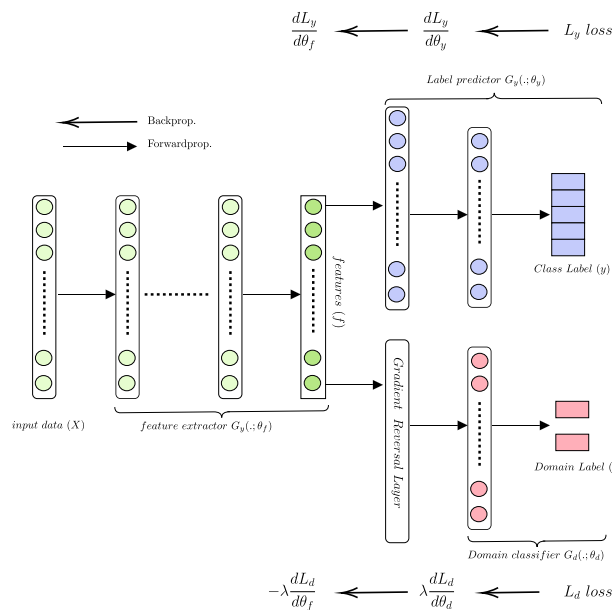 dL_y/dθ_f dL_y/dθ_y L_y loss
Label predictor G_y(.;θ_y)
Backprop.
Forwardprop.
features (f)
Class Label (y)
Gradient Reversal Layer
input data (X)
feature extractor G_y(.;θ_f)
Domain Label (
Domain classifier G_d(.;θ_d)
−λ dL_d/dθ_f λ dL_d/dθ_d L_d loss